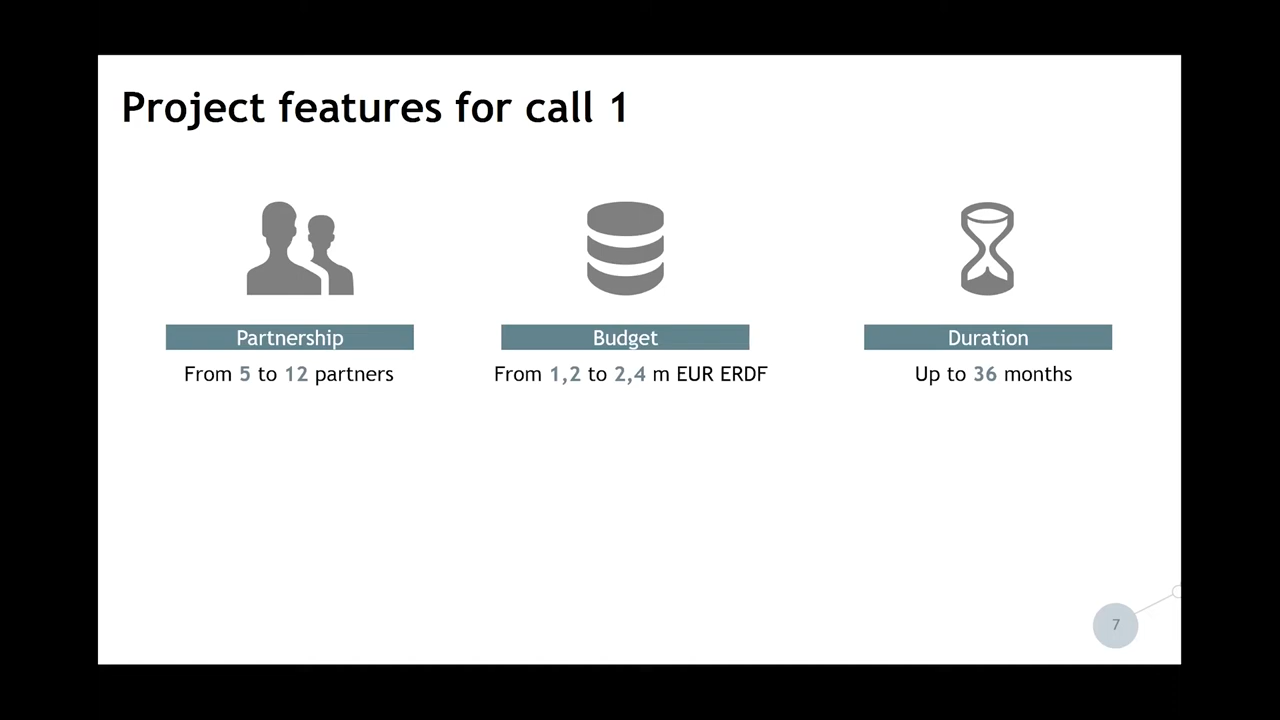 Project features for call 1
Partnership
From 5 to 12 partners
Budget
From 1,2 to 2,4 m EUR ERDF
Duration
Up to 36 months
7